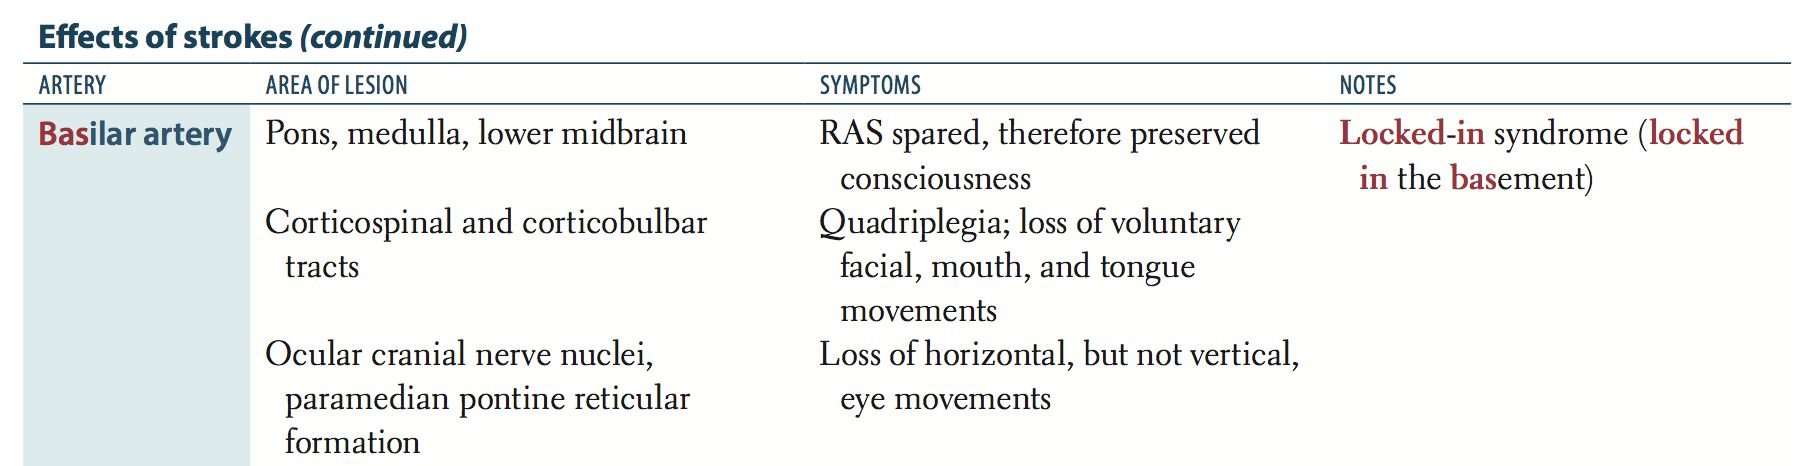 Effects of strokes (continued)
ARTERY AREA OF LESION SYMPTOMS NOTES
Basilar artery Pons, medulla, lower midbrain RAS spared, therefore preserved Locked-in syndrome (locked
consciousness in the basement)
Corticospinal and corticobulbar Quadriplegia; loss of voluntary
tracts facial, mouth, and tongue
movements
Ocular cranial nerve nuclei, Loss of horizontal, but not vertical,
paramedian pontine reticular eye movements
formation